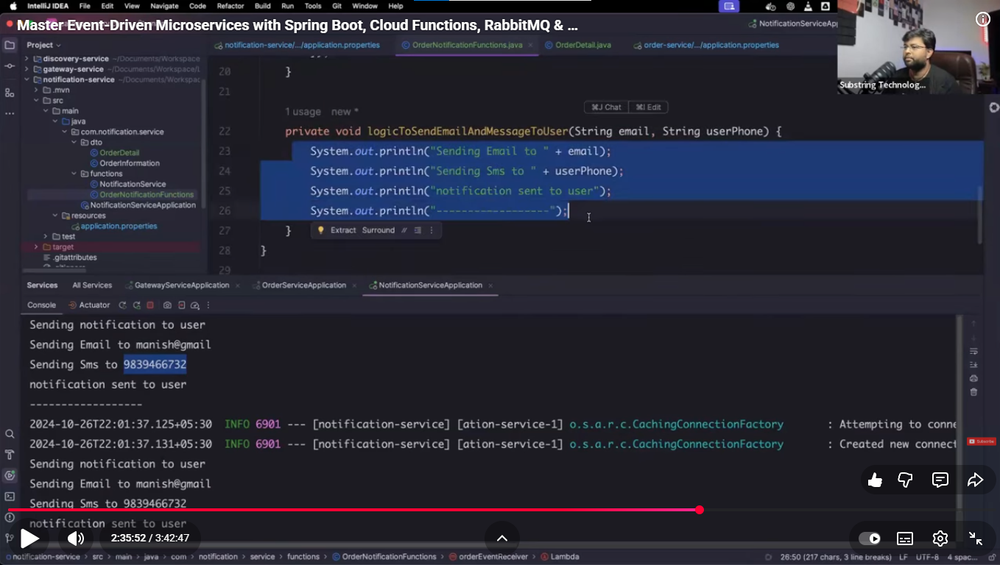 IntelliJ IDEA File Edit View Navigate Code Refactor Build Run Tools Git Window Help
Master Event-Driven Microservices with Spring Boot, Cloud Functions, RabbitMQ & ...
NotificationServiceAp
Project
notification-service/.../application.properties OrderNotificationFunctions.java OrderDetail.java order-service/.../application.properties
discovery-service ~/Documents/Workspace
gateway-service ~/Documents/Workspace/
notification-service ~/Documents/Workspac
.mvn
src
main
java
com.notification.service
dto
OrderDetail
OrderInformation
functions
NotificationService
OrderNotificationFunctions
NotificationServiceApplication
resources
application.properties
test
target
.gitattributes
Substring Technolog...
20 }
21
1 usage new *
⌘J Chat ⌘I Edit
22 private void logicToSendEmailAndMessageToUser(String email, String userPhone) {
23 System.out.println("Sending Email to " + email);
24 System.out.println("Sending Sms to " + userPhone);
25 System.out.println("notification sent to user");
26 System.out.println("------------------");
27 }
Extract Surround
28 }
29
Services All Services GatewayServiceApplication OrderServiceApplication NotificationServiceApplication
Console Actuator
Sending notification to user
Sending Email to manish@gmail
Sending Sms to 9839466732
notification sent to user
------------------
2024-10-26T22:01:37.125+05:30 INFO 6901 --- [notification-service] [ation-service-1] o.s.a.r.c.CachingConnectionFactory : Attempting to conne
2024-10-26T22:01:37.131+05:30 INFO 6901 --- [notification-service] [ation-service-1] o.s.a.r.c.CachingConnectionFactory : Created new connect
Subscribe
Sending notification to user
Sending Email to manish@gmail
Sending Sms to 9839466732
notification sent to user
2:35:52 / 3:42:47
notification-service > src > main > java > com > notification > service > functions > OrderNotificationFunctions > orderEventReceiver > Lambda
26:50 (217 chars, 3 line breaks) LF UTF-8 4 spac...